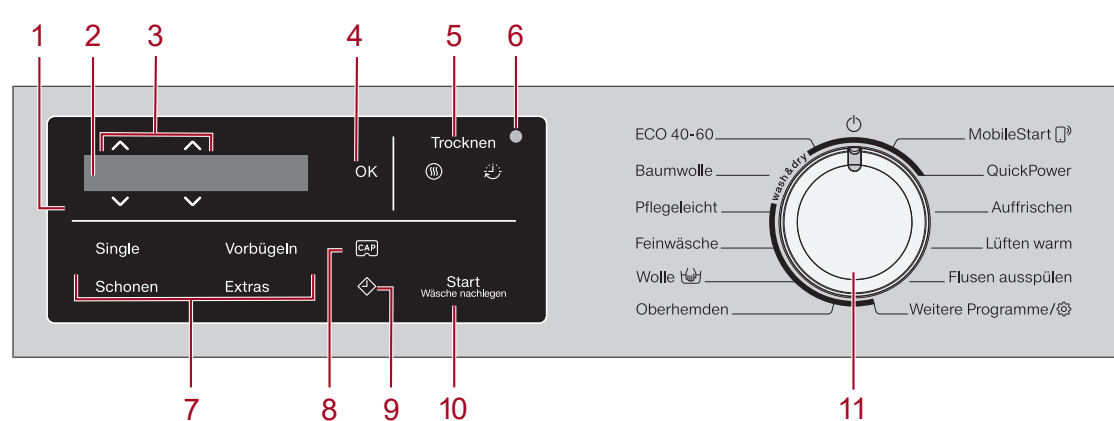 1 2 3 4 5 6
Trocknen
OK
Single Vorbügeln CAP
Schonen Extras
Start
Wäsche nachlegen
7 8 9 10 11
ECO 40-60
Baumwolle
Pflegeleicht
Feinwäsche
Wolle
Oberhemden
wash&dry
MobileStart
QuickPower
Auffrischen
Lüften warm
Flusen ausspülen
Weitere Programme/